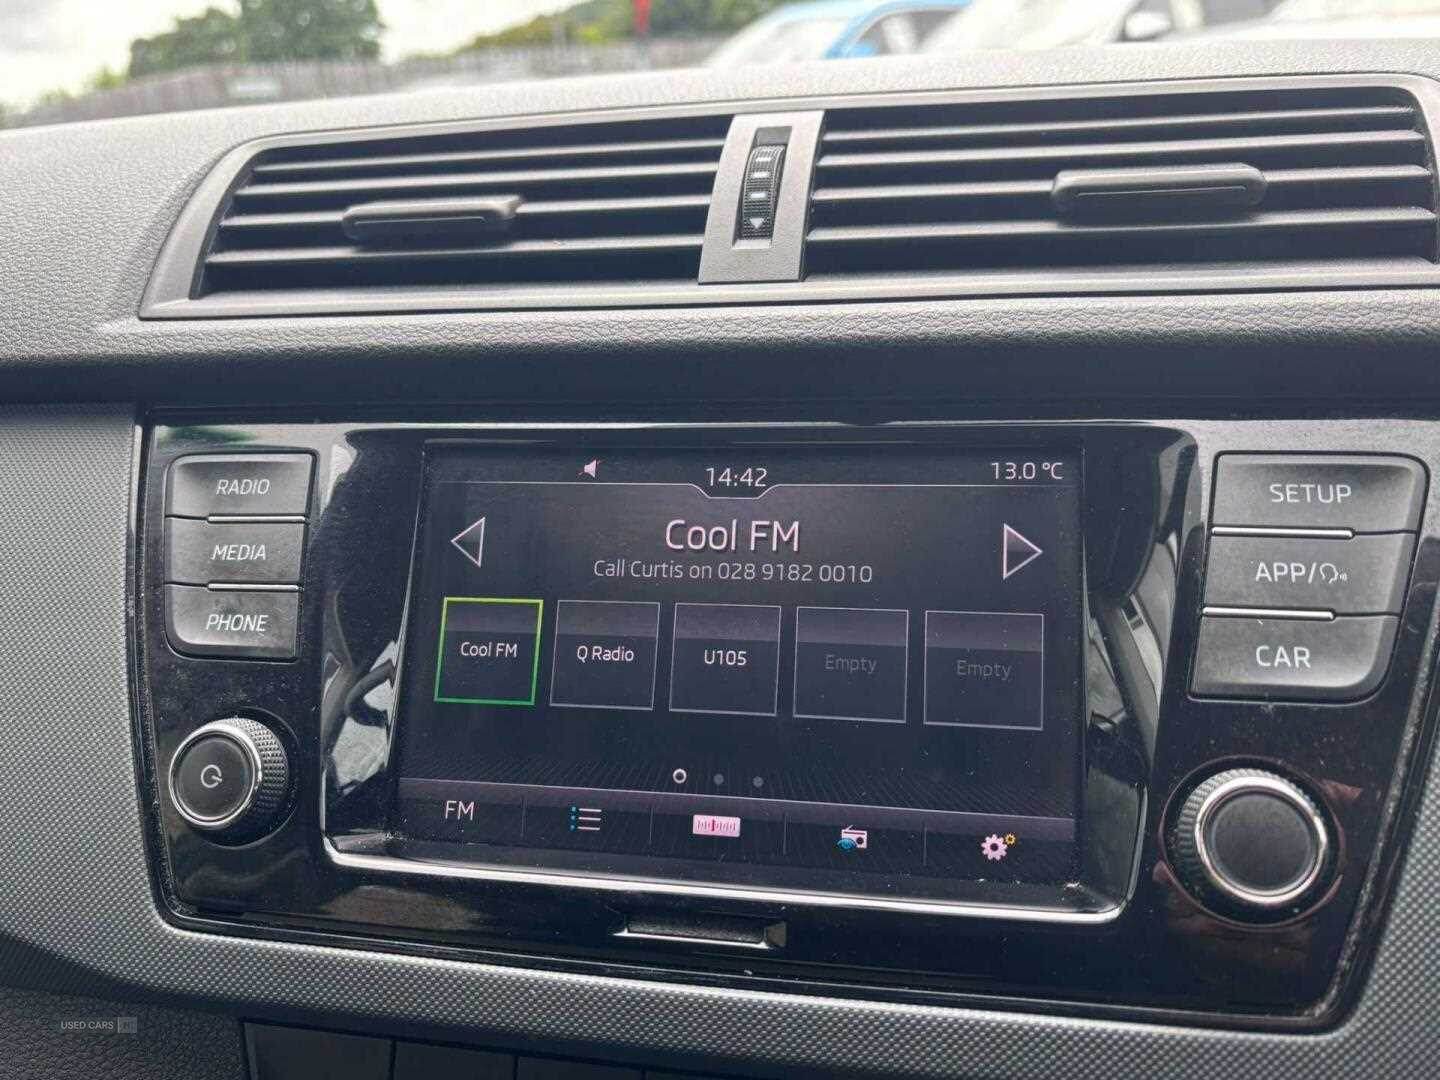 RADIO
MEDIA
PHONE
14:42
13.0 °C
Cool FM
Call Curtis on 028 9182 0010
Cool FM
Q Radio
U105
Empty
Empty
FM
SETUP
APP/
CAR
USED CARS NI